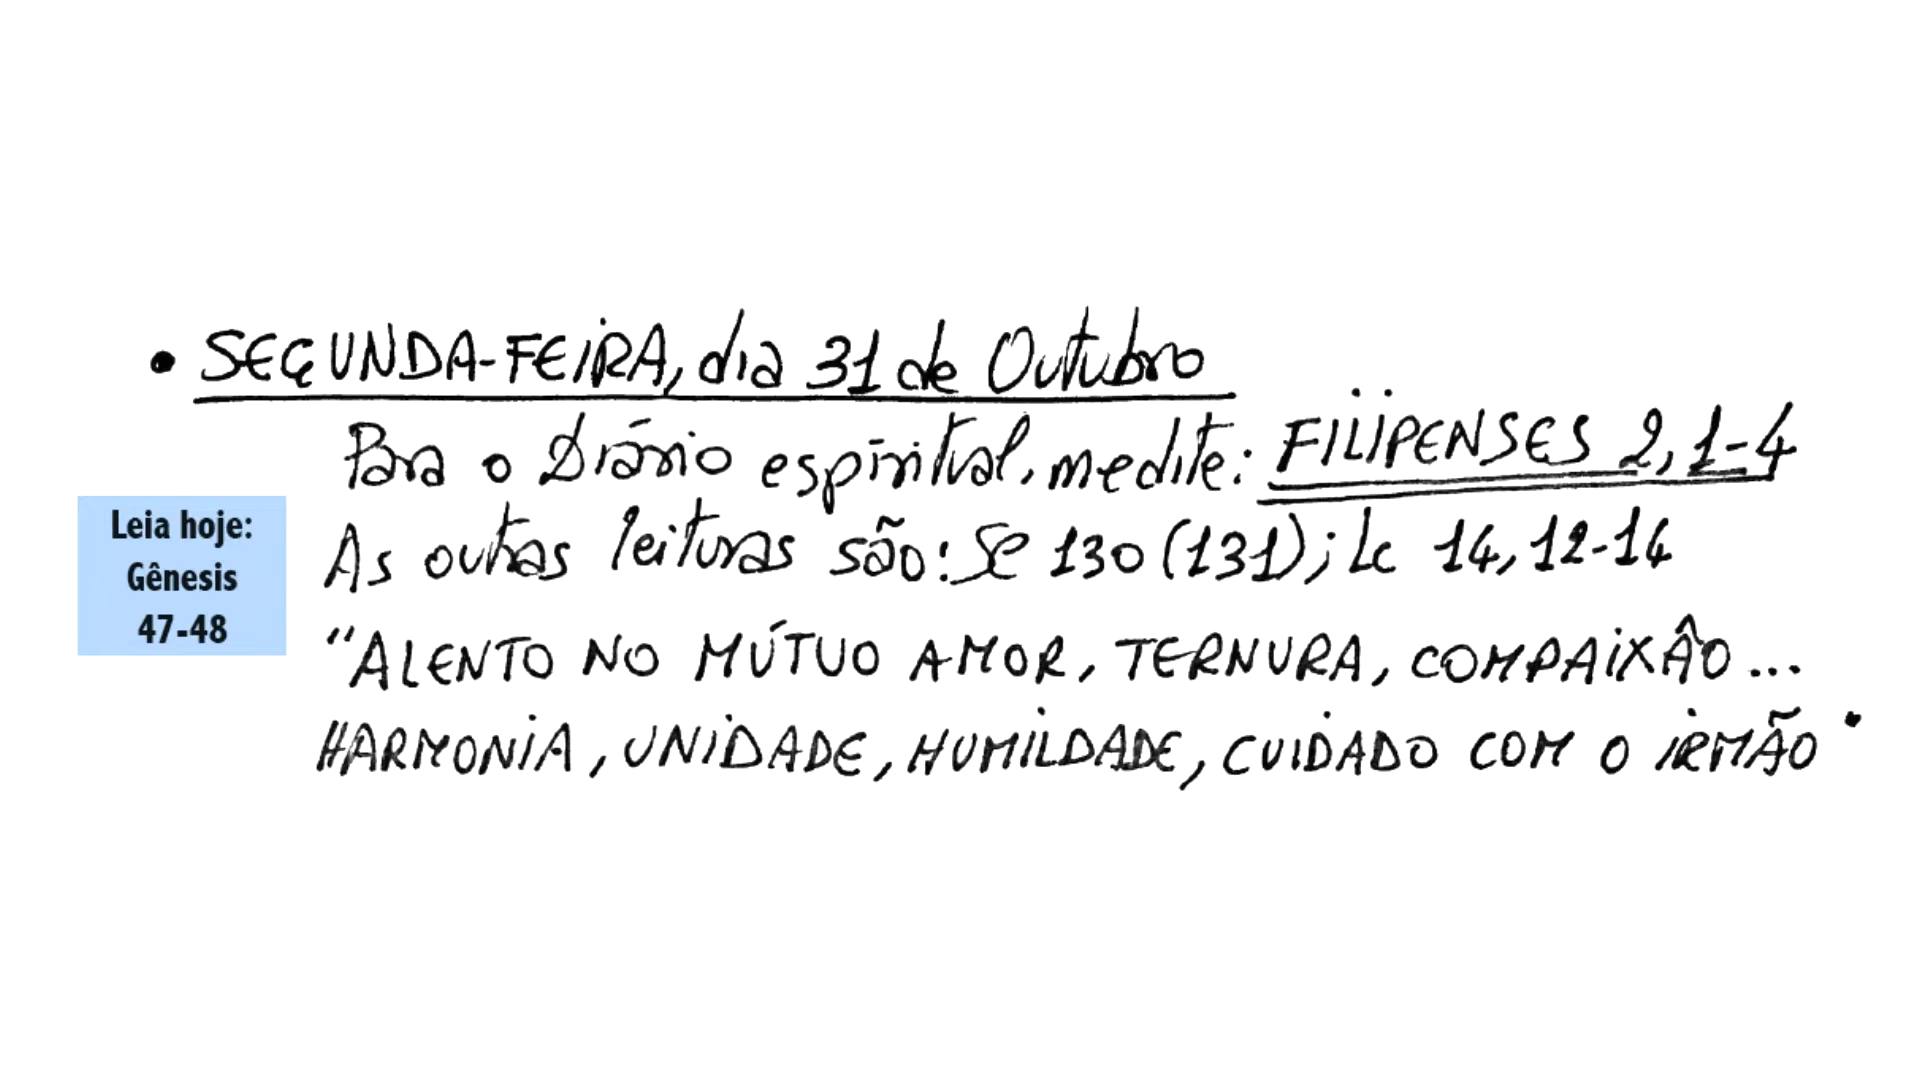 • SEGUNDA-FEIRA, dia 31 de Outubro
Para o Diário espiritual, medite: FILIPENSES 2, 1-4
As outras leituras são: Sl 130 (131); Lc 14, 12-14
"ALENTO NO MÚTUO AMOR, TERNURA, COMPAIXÃO ...
HARMONIA, UNIDADE, HUMILDADE, CUIDADO COM O IRMÃO"
Leia hoje:
Gênesis
47-48